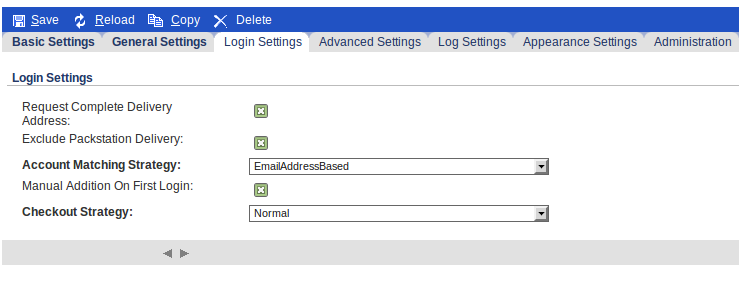 Save Reload Copy Delete
Basic Settings General Settings Login Settings Advanced Settings Log Settings Appearance Settings Administration
Login Settings
Request Complete Delivery
Address:
Exclude Packstation Delivery:
Account Matching Strategy: EmailAddressBased
Manual Addition On First Login:
Checkout Strategy: Normal